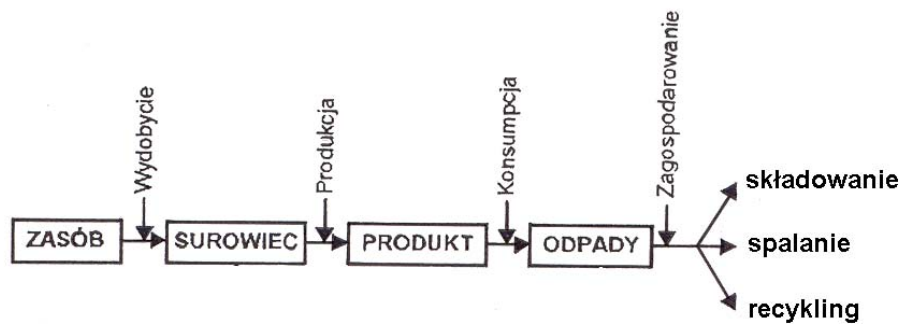 Wydobycie
Produkcja
Konsumpcja
Zagospodarowanie
składowanie
ZASÓB
SUROWIEC
PRODUKT
ODPADY
spalanie
recykling